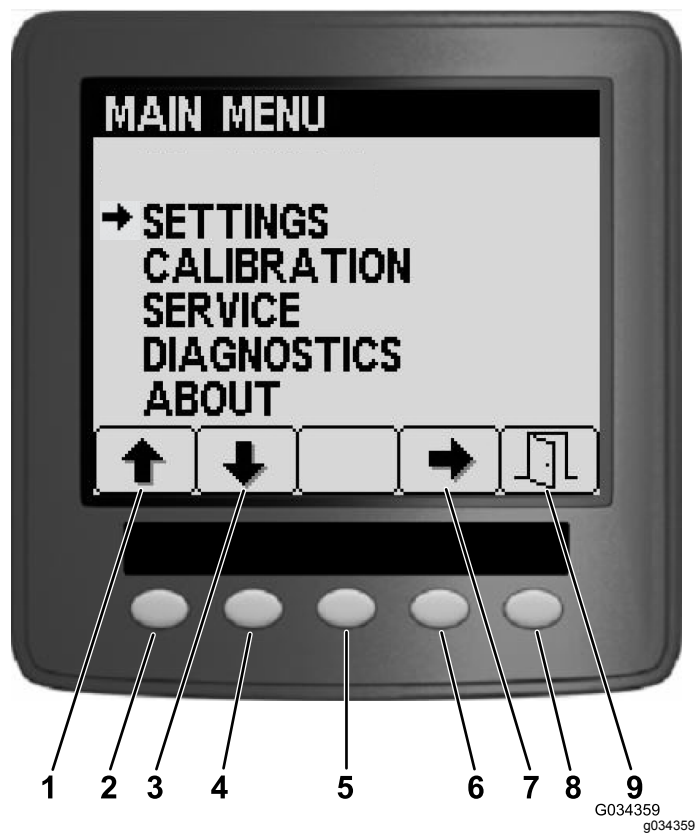 MAIN MENU
SETTINGS
CALIBRATION
SERVICE
DIAGNOSTICS
ABOUT
1 2 3 4 5 6 7 8 9
G034359
g034359